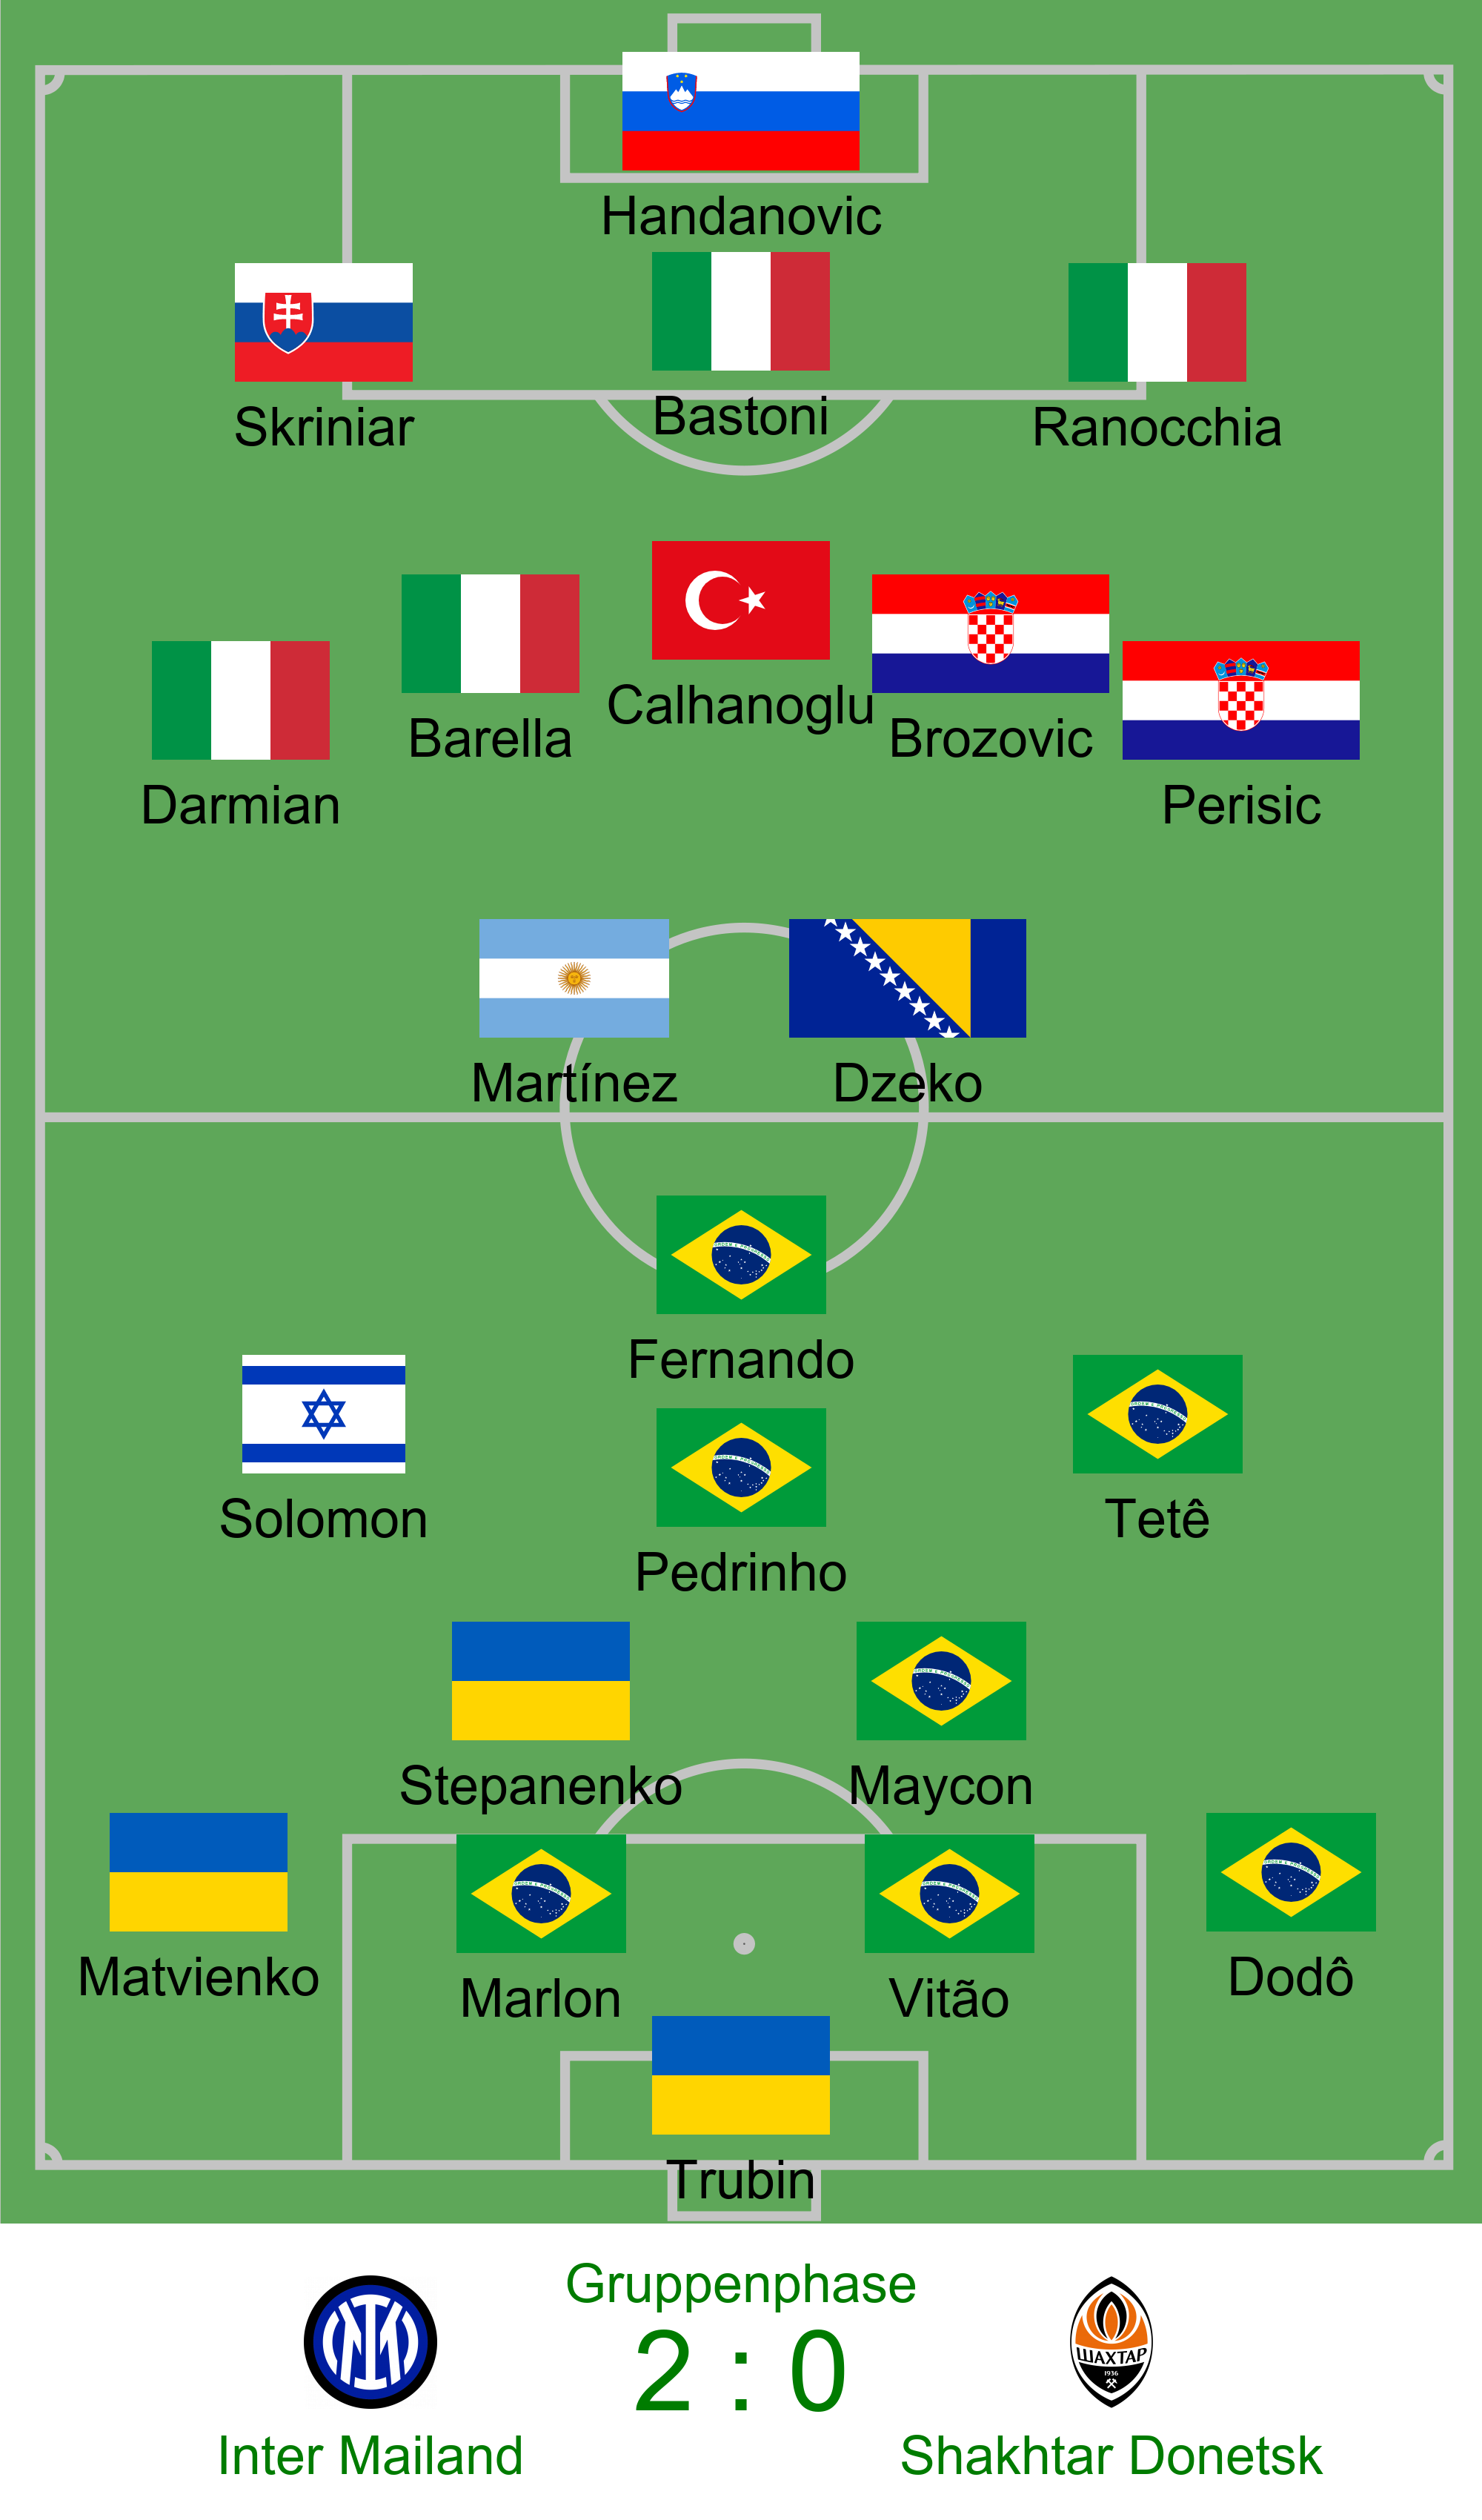 Handanovic
Skriniar
Bastoni
Ranocchia
Darmian
Barella
Calhanoglu
Brozovic
Perisic
Martínez
Dzeko
Fernando
Solomon
Pedrinho
Tetê
Stepanenko
Maycon
Matvienko
Marlon
Vitão
Dodô
Trubin
Gruppenphase
2 : 0
ШАХТАР
1936
Inter Mailand
Shakhtar Donetsk